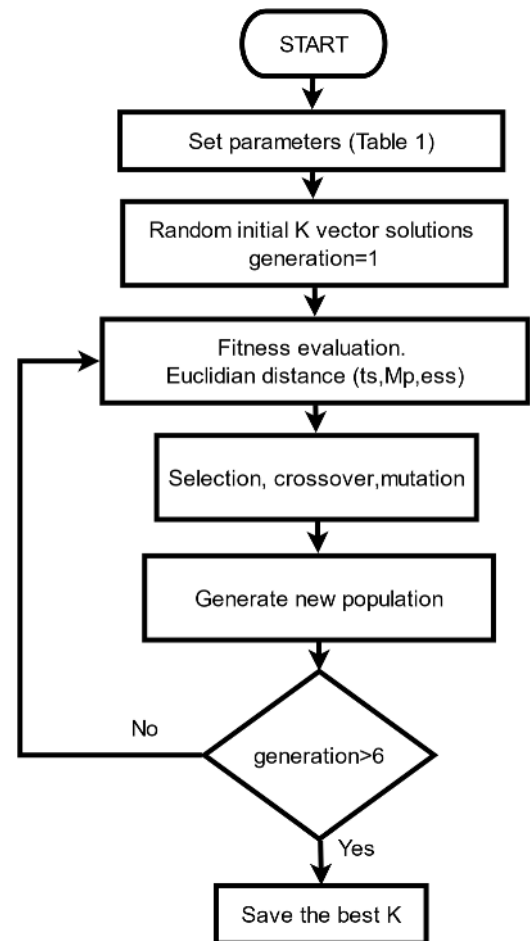 START
Set parameters (Table 1)
Random initial K vector solutions
generation=1
Fitness evaluation.
Euclidian distance (ts,Mp,ess)
Selection, crossover,mutation
Generate new population
No
generation>6
Yes
Save the best K